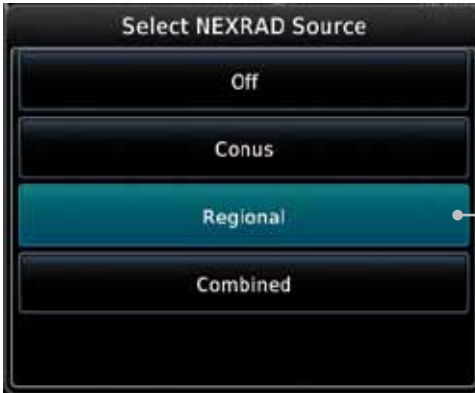 Select NEXRAD Source
Off
Conus
Regional
Combined